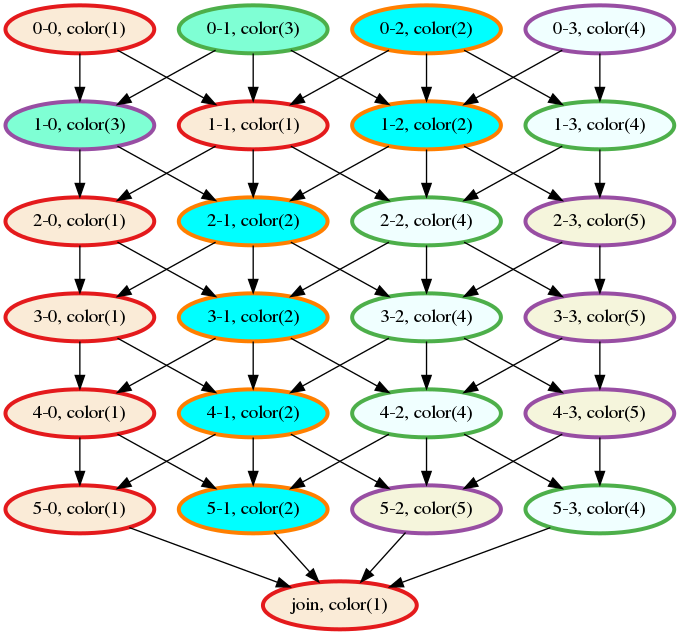 0-0, color(1)
0-1, color(3)
0-2, color(2)
0-3, color(4)
1-0, color(3)
1-1, color(1)
1-2, color(2)
1-3, color(4)
2-0, color(1)
2-1, color(2)
2-2, color(4)
2-3, color(5)
3-0, color(1)
3-1, color(2)
3-2, color(4)
3-3, color(5)
4-0, color(1)
4-1, color(2)
4-2, color(4)
4-3, color(5)
5-0, color(1)
5-1, color(2)
5-2, color(5)
5-3, color(4)
join, color(1)